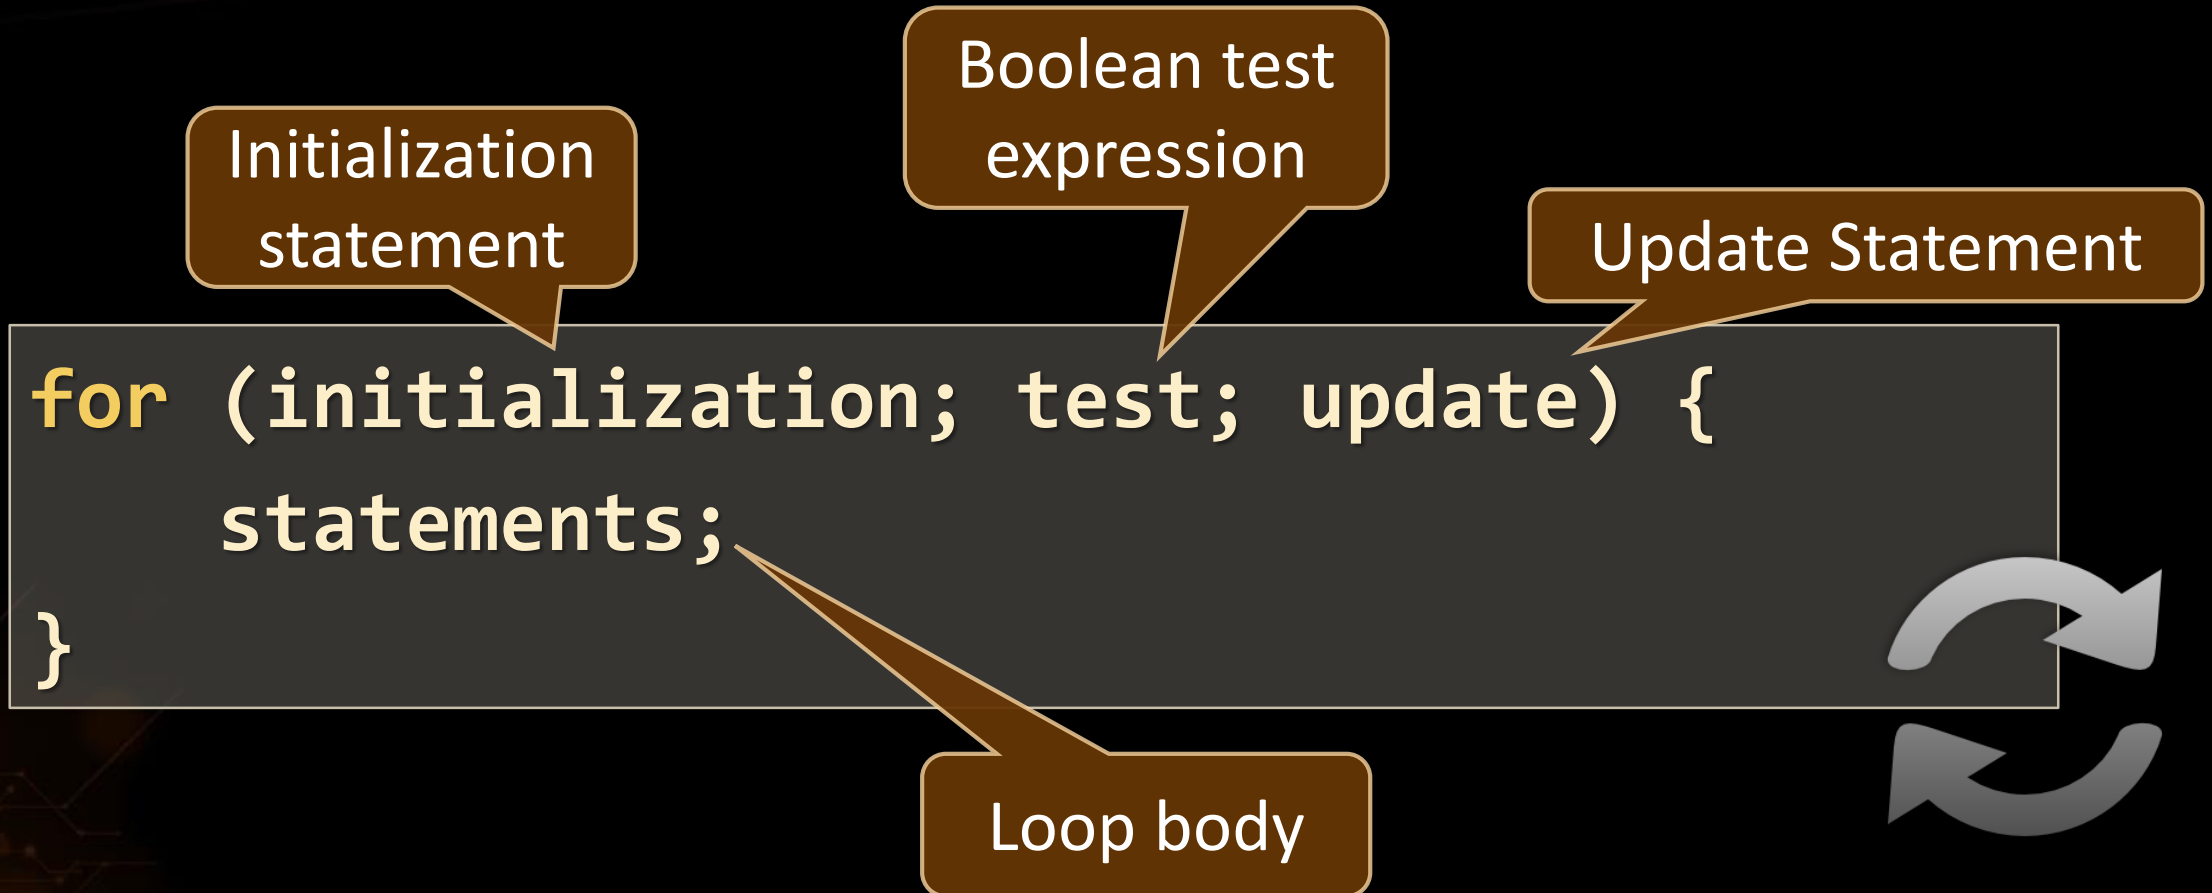 Boolean test
expression
Initialization
statement
Update Statement
for (initialization; test; update) {
statements;
}
Loop body